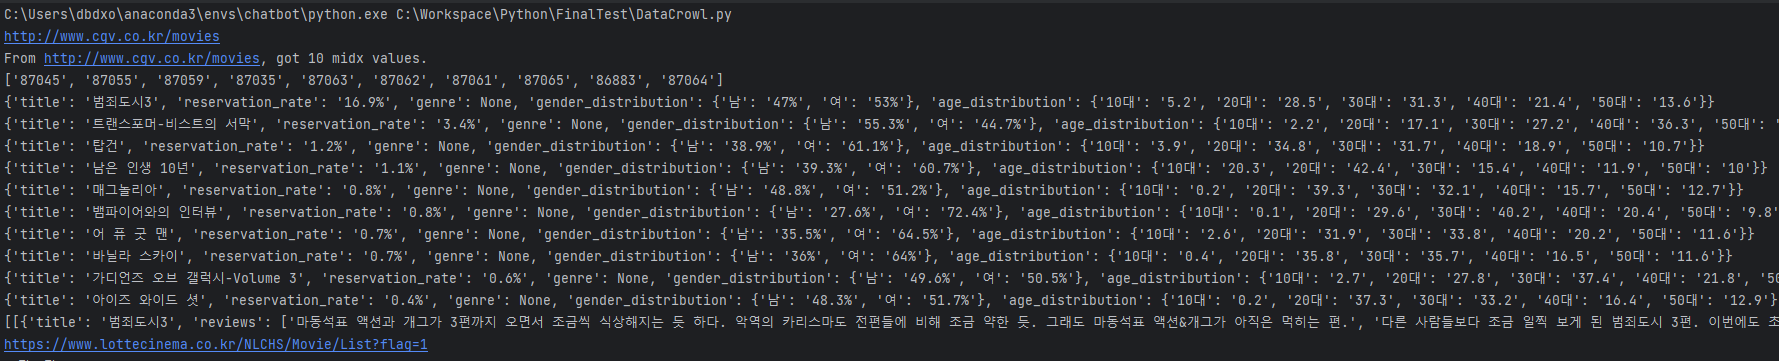 C:\Users\dbdxo\anaconda3\envs\chatbot\python.exe C:\Workspace\Python\FinalTest\DataCrowl.py
http://www.cgv.co.kr/movies
From http://www.cgv.co.kr/movies, got 10 midx values.
['87045', '87055', '87059', '87035', '87063', '87062', '87061', '87065', '86883', '87064']
{'title': '범죄도시3', 'reservation_rate': '16.9%', 'genre': None, 'gender_distribution': {'남': '47%', '여': '53%'}, 'age_distribution': {'10대': '5.2', '20대': '28.5', '30대': '31.3', '40대': '21.4', '50대': '13.6'}}
{'title': '트랜스포머-비스트의 서막', 'reservation_rate': '3.4%', 'genre': None, 'gender_distribution': {'남': '55.3%', '여': '44.7%'}, 'age_distribution': {'10대': '2.2', '20대': '17.1', '30대': '27.2', '40대': '36.3', '50대': '
{'title': '탑건', 'reservation_rate': '1.2%', 'genre': None, 'gender_distribution': {'남': '38.9%', '여': '61.1%'}, 'age_distribution': {'10대': '3.9', '20대': '34.8', '30대': '31.7', '40대': '18.9', '50대': '10.7'}}
{'title': '남은 인생 10년', 'reservation_rate': '1.1%', 'genre': None, 'gender_distribution': {'남': '39.3%', '여': '60.7%'}, 'age_distribution': {'10대': '20.3', '20대': '42.4', '30대': '15.4', '40대': '11.9', '50대': '10'}}
{'title': '매그놀리아', 'reservation_rate': '0.8%', 'genre': None, 'gender_distribution': {'남': '48.8%', '여': '51.2%'}, 'age_distribution': {'10대': '0.2', '20대': '39.3', '30대': '32.1', '40대': '15.7', '50대': '12.7'}}
{'title': '뱀파이어와의 인터뷰', 'reservation_rate': '0.8%', 'genre': None, 'gender_distribution': {'남': '27.6%', '여': '72.4%'}, 'age_distribution': {'10대': '0.1', '20대': '29.6', '30대': '40.2', '40대': '20.4', '50대': '9.8'
{'title': '어 퓨 굿 맨', 'reservation_rate': '0.7%', 'genre': None, 'gender_distribution': {'남': '35.5%', '여': '64.5%'}, 'age_distribution': {'10대': '2.6', '20대': '31.9', '30대': '33.8', '40대': '20.2', '50대': '11.6'}}
{'title': '바닐라 스카이', 'reservation_rate': '0.7%', 'genre': None, 'gender_distribution': {'남': '36%', '여': '64%'}, 'age_distribution': {'10대': '0.4', '20대': '35.8', '30대': '35.7', '40대': '16.5', '50대': '11.6'}}
{'title': '가디언즈 오브 갤럭시-Volume 3', 'reservation_rate': '0.6%', 'genre': None, 'gender_distribution': {'남': '49.6%', '여': '50.5%'}, 'age_distribution': {'10대': '2.7', '20대': '27.8', '30대': '37.4', '40대': '21.8', '50
{'title': '아이즈 와이드 셧', 'reservation_rate': '0.4%', 'genre': None, 'gender_distribution': {'남': '48.3%', '여': '51.7%'}, 'age_distribution': {'10대': '0.2', '20대': '37.3', '30대': '33.2', '40대': '16.4', '50대': '12.9'}
[[{'title': '범죄도시3', 'reviews': ['마동석표 액션과 개그가 3편까지 오면서 조금씩 식상해지는 듯 하다. 악역의 카리스마도 전편들에 비해 조금 약한 듯. 그래도 마동석표 액션&개그가 아직은 먹히는 편.', '다른 사람들보다 조금 일찍 보게 된 범죄도시 3편. 이번에도 초
https://www.lottecinema.co.kr/NLCHS/Movie/List?flag=1